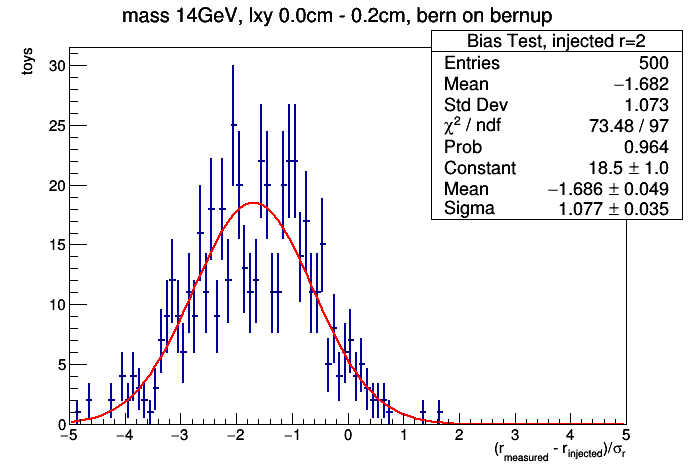 mass 14GeV, lxy 0.0cm - 0.2cm, bern on bernup
Bias Test, injected r=2
Entries 500
Mean −1.682
Std Dev 1.073
χ² / ndf 73.48 / 97
Prob 0.964
Constant 18.5 ± 1.0
Mean −1.686 ± 0.049
Sigma 1.077 ± 0.035
toys
30
25
20
15
10
5
0
−5 −4 −3 −2 −1 0 1 2 3 4 5
(r_measured - r_injected)/σ_r